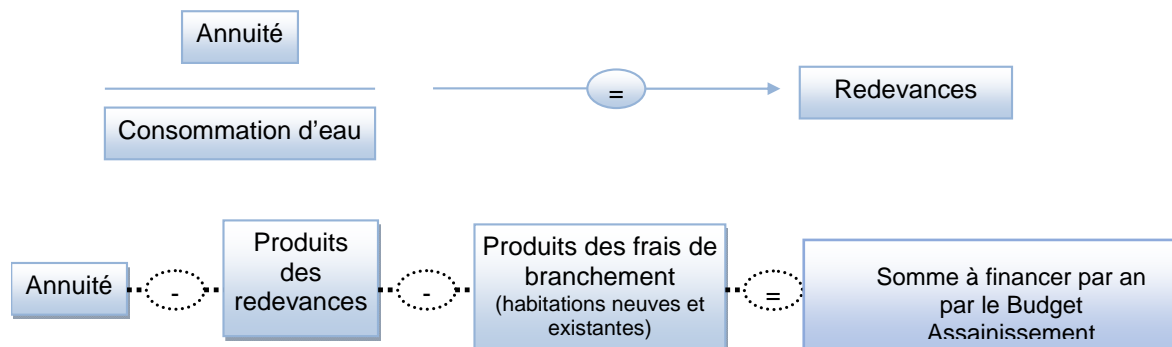 Annuité
Consommation d'eau
=
Redevances
Annuité
-
Produits
des
redevances
-
Produits des frais de
branchement
(habitations neuves et
existantes)
=
Somme à financer par an
par le Budget
Assainissement